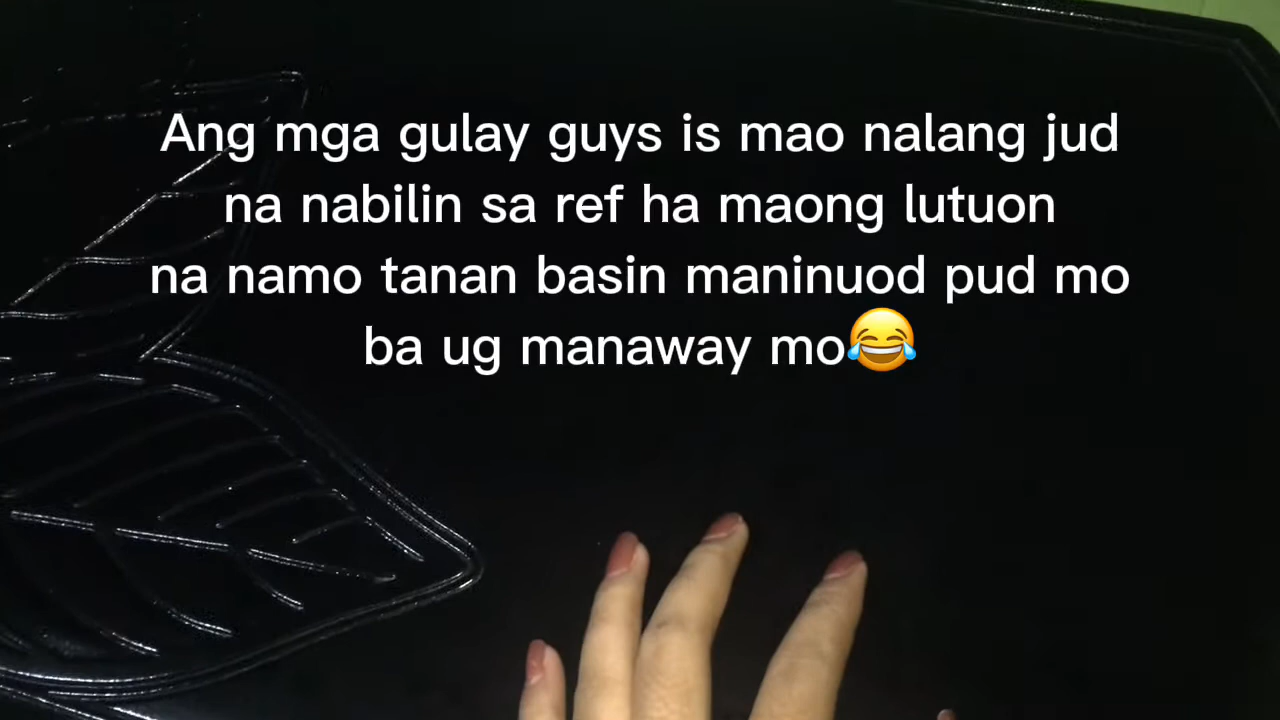 Ang mga gulay guys is mao nalang jud
na nabilin sa ref ha maong lutuon
na namo tanan basin maninuod pud mo
ba ug manaway mo😂